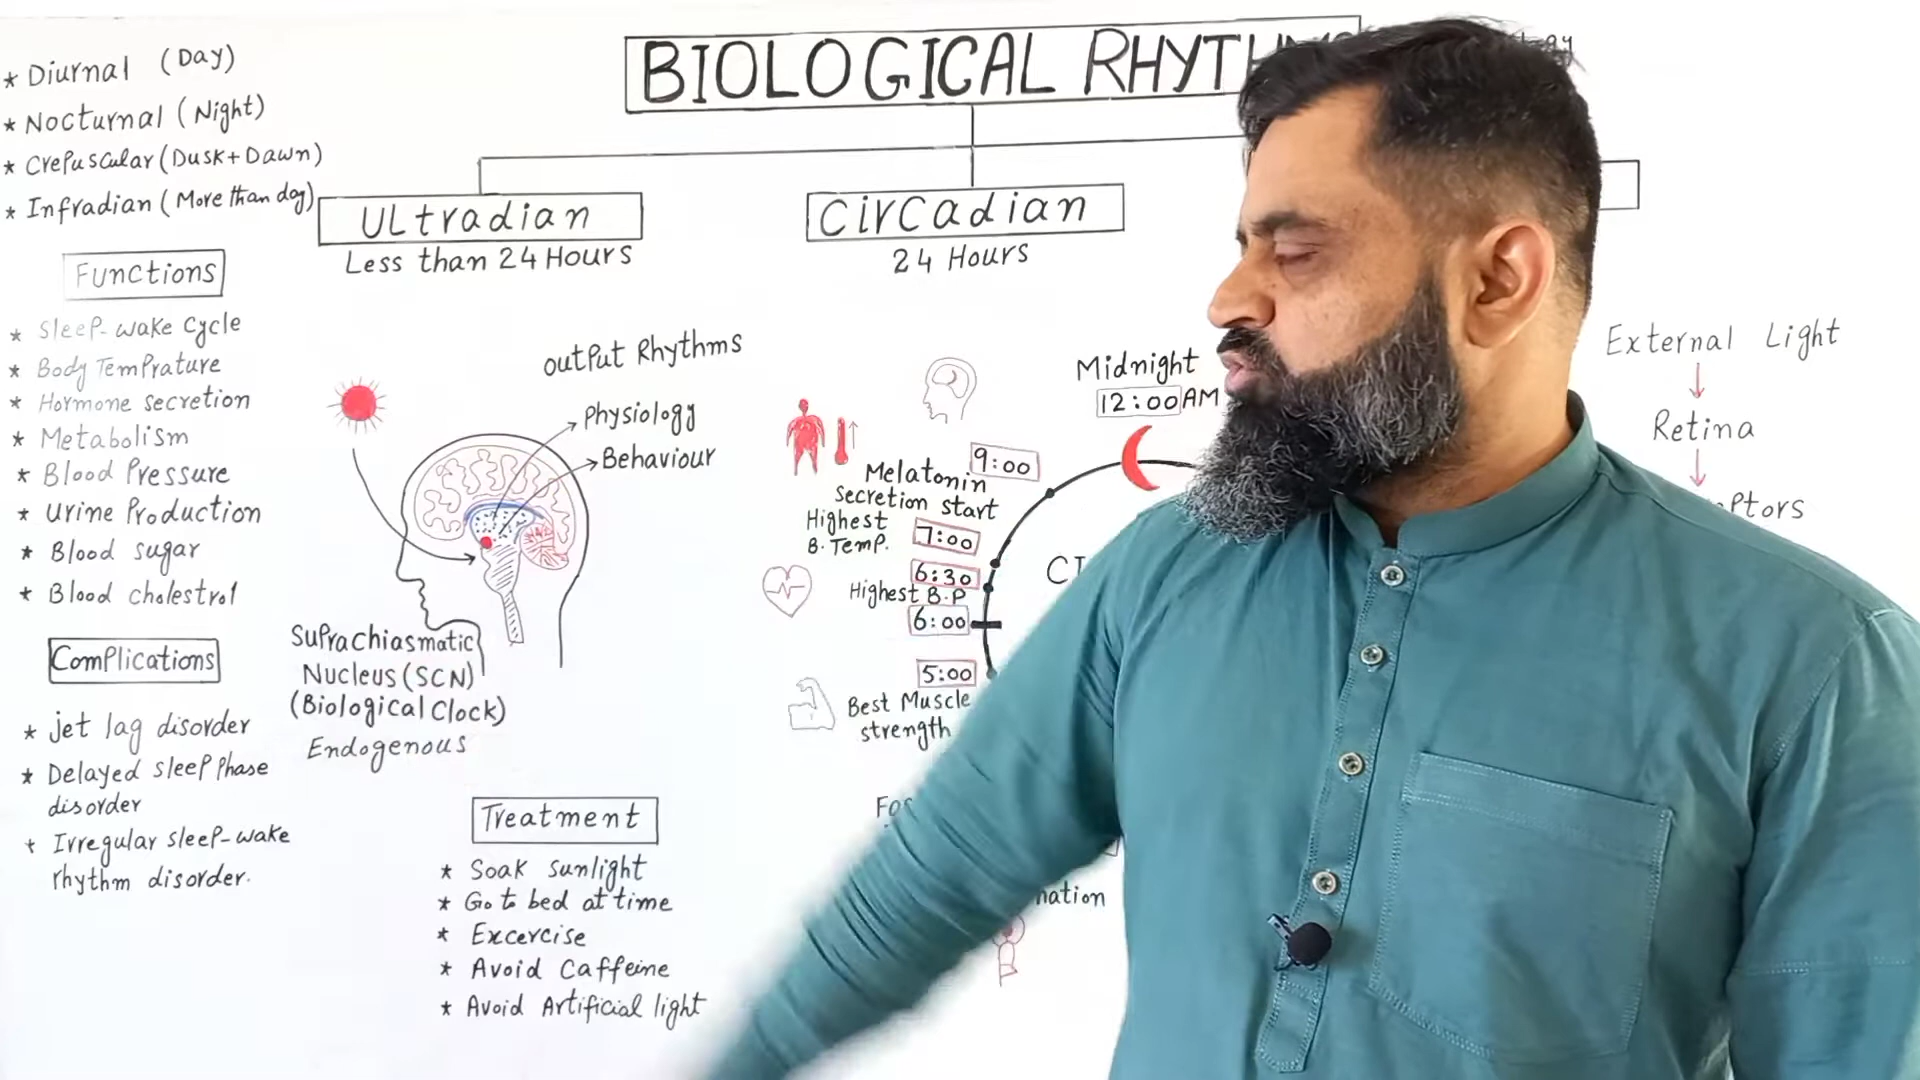 BIOLOGICAL RHYTH
* Diurnal (Day)
* Nocturnal (Night)
* Crepuscular (Dusk+Dawn)
* Infradian (More than day)
Ultradian
Less than 24 Hours
Circadian
24 Hours
Functions
* Sleep-wake Cycle
* Body Temprature
* Hormone secretion
* Metabolism
* Blood Pressure
* Urine Production
* Blood sugar
* Blood cholestrol
Complications
* jet lag disorder
* Delayed sleep Phase
disorder
* Irregular sleep-wake
rhythm disorder.
output Rhythms
Physiology
Behaviour
Suprachiasmatic
Nucleus (SCN)
(Biological Clock)
Endogenous
Treatment
* Soak sunlight
* Go to bed at time
* Excercise
* Avoid Caffeine
* Avoid Artificial light
Midnight
12:00 AM
9:00
Melatonin
secretion start
Highest
B. Temp.
7:00
6:30
Highest B.P
6:00
5:00
Best Muscle
strength
External Light
Retina
ptors